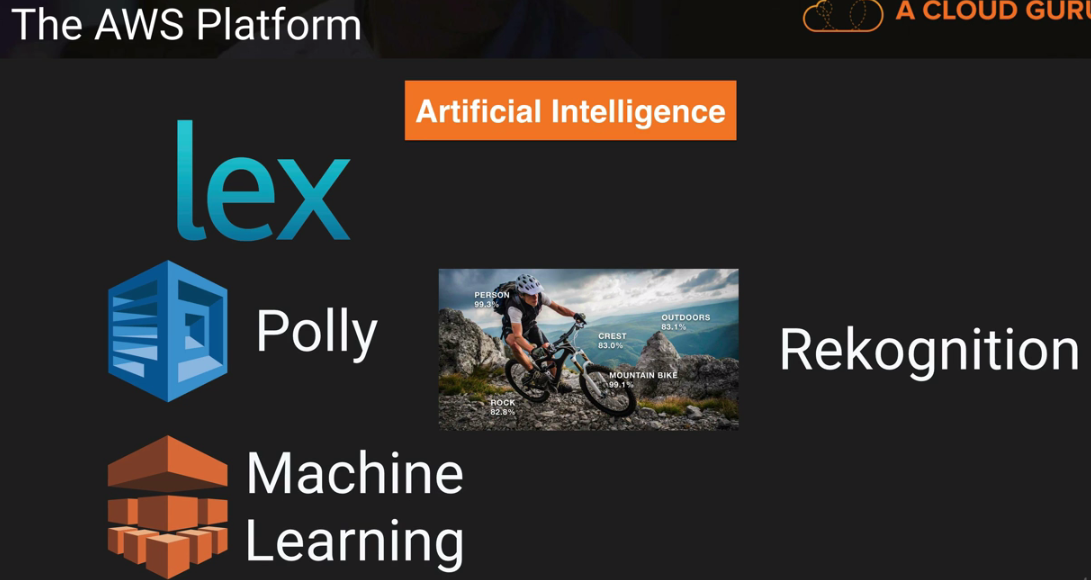 The AWS Platform
A CLOUD GURU
Artificial Intelligence
lex
Polly
PERSON
99.3%
OUTDOORS
83.1%
CREST
83.0%
MOUNTAIN BIKE
99.1%
ROCK
82.8%
Rekognition
Machine
Learning